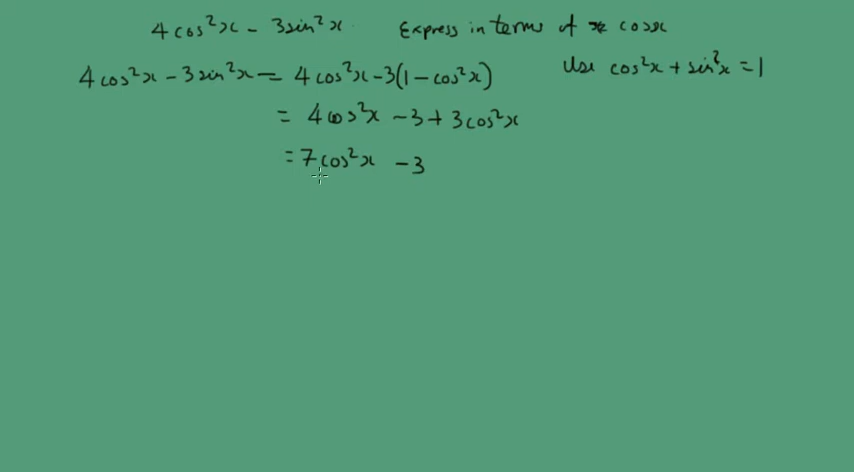 4cos²x - 3sin²x Express in terms of cosx
4cos²x - 3sin²x = 4cos²x - 3(1 - cos²x) Use cos²x + sin²x = 1
= 4cos²x - 3 + 3cos²x
= 7cos²x - 3